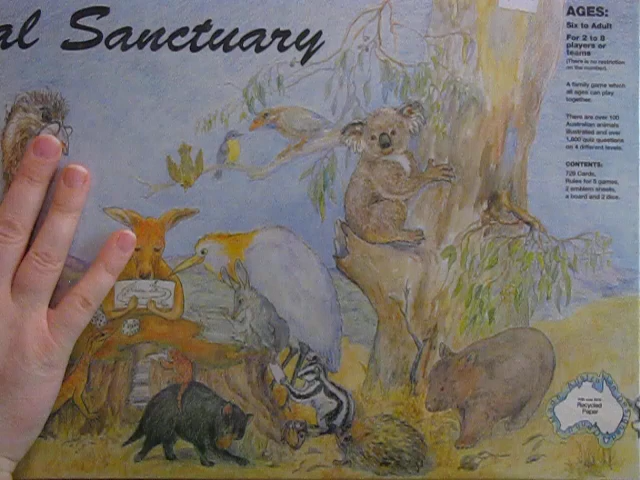 al Sanctuary
AGES:
Six to Adult
For 2 to 8
players or
teams
(There is no restriction
on the number).
A family game which
all ages can play
together.
There are over 100
Australian animals
illustrated and over
1,600 quiz questions
on 4 different levels.
CONTENTS:
728 Cards,
Rules for 5 games,
2 emblem sheets,
a board and 2 dice.
Recycled
Paper